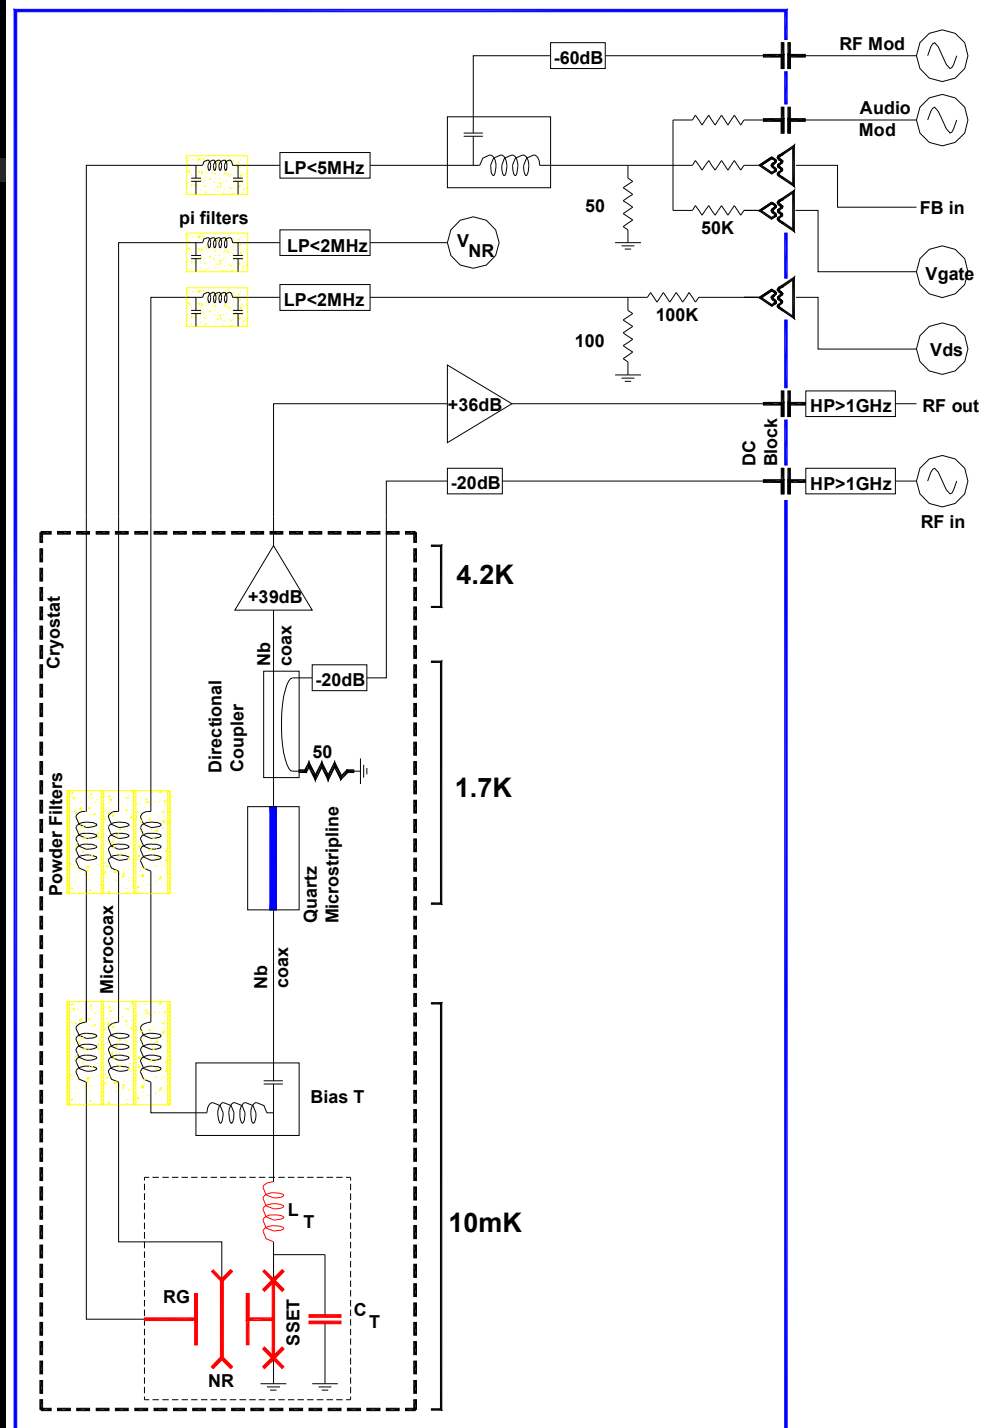 RF Mod
-60dB
Audio
Mod
LP<5MHz
50
50K
FB in
pi filters
LP<2MHz
V
NR
Vgate
LP<2MHz
100K
100
Vds
+36dB
HP>1GHz
RF out
DC
Block
-20dB
HP>1GHz
RF in
Cryostat
+39dB
4.2K
Nb
coax
-20dB
Directional
Coupler
50
1.7K
Powder Filters
Quartz
Microstripline
Microcoax
Nb
coax
Bias T
L
T
10mK
RG
SSET
C
T
NR